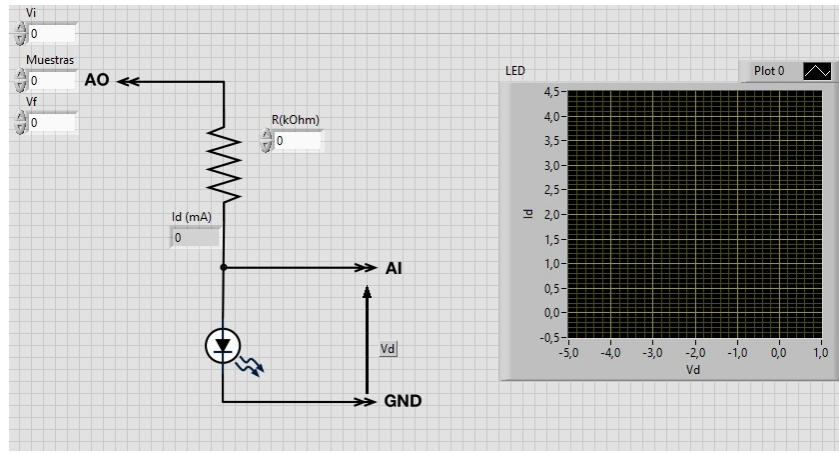 Vi
0
Muestras
0
AO
Vf
0
R(kOhm)
0
Id (mA)
0
AI
Vd
GND
LED
Plot 0
4,5
4,0
3,5
3,0
2,5
2,0
1,5
1,0
0,5
0,0
-0,5
Id
-5,0 -4,0 -3,0 -2,0 -1,0 0,0 1,0
Vd